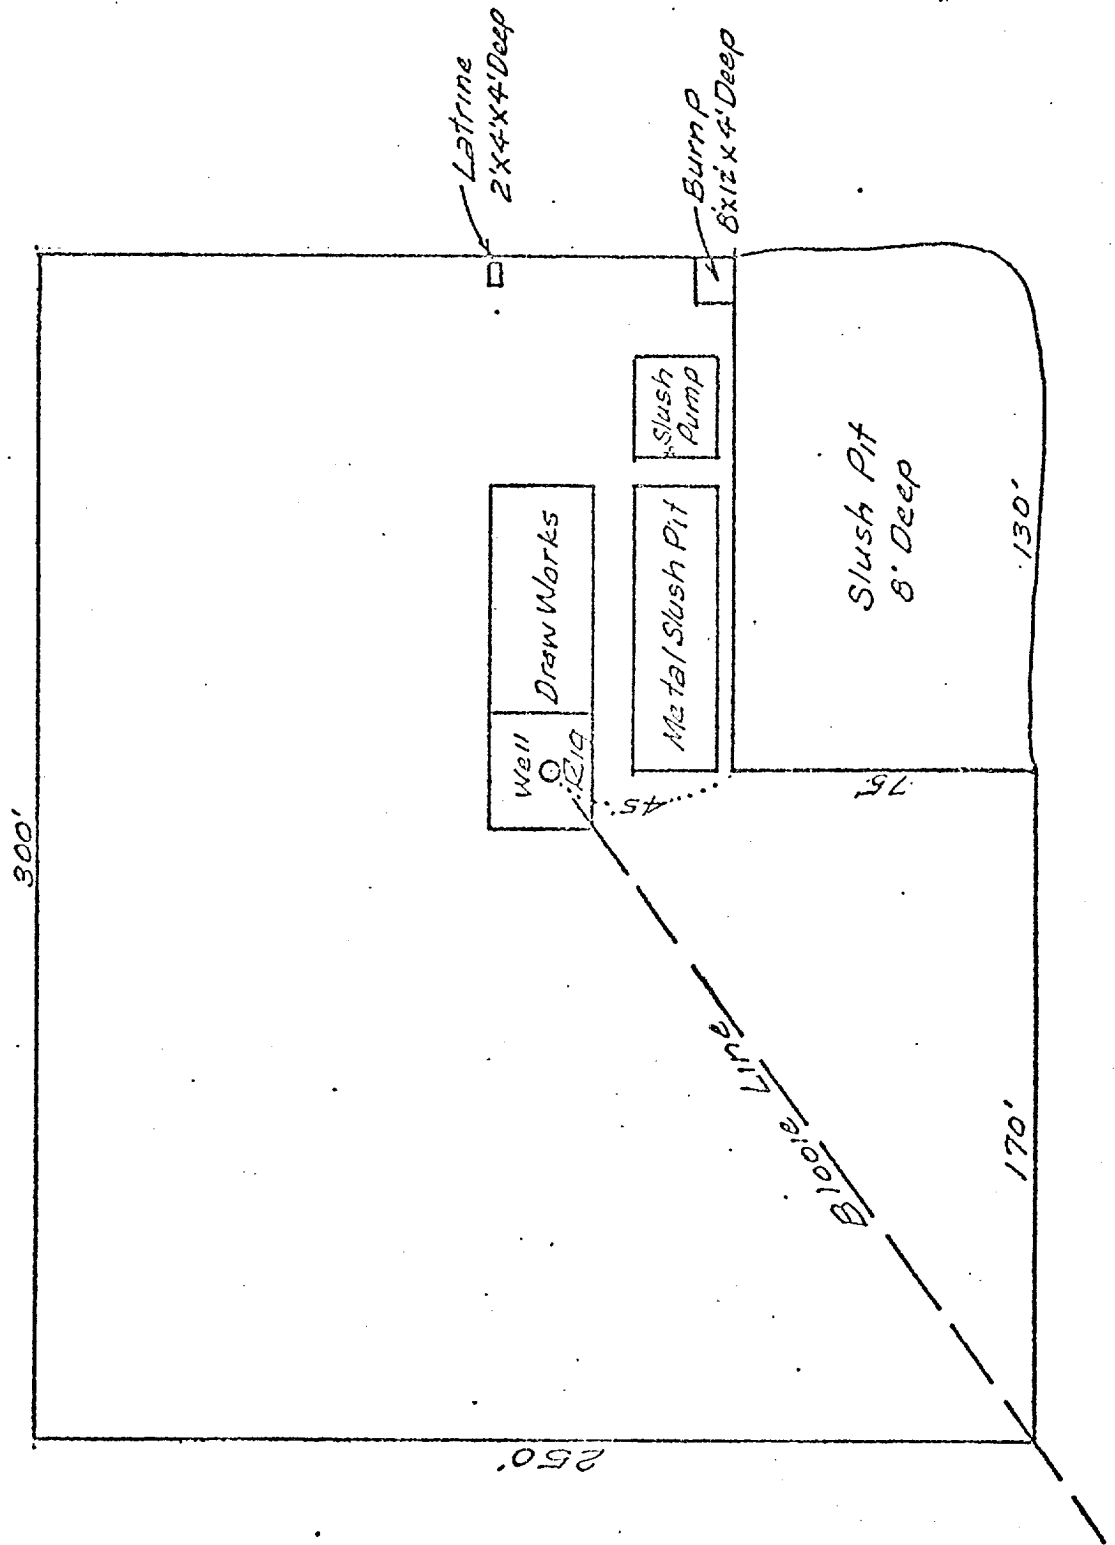 300'
Latrine
2'x4'x4'Deep
Burn P
8'x12'x4'Deep
Well
Rig
Draw Works
Slush
Pump
Metal Slush Pit
45'
75'
Slush Pit
8' Deep
130'
Blooie Line
170'
250'